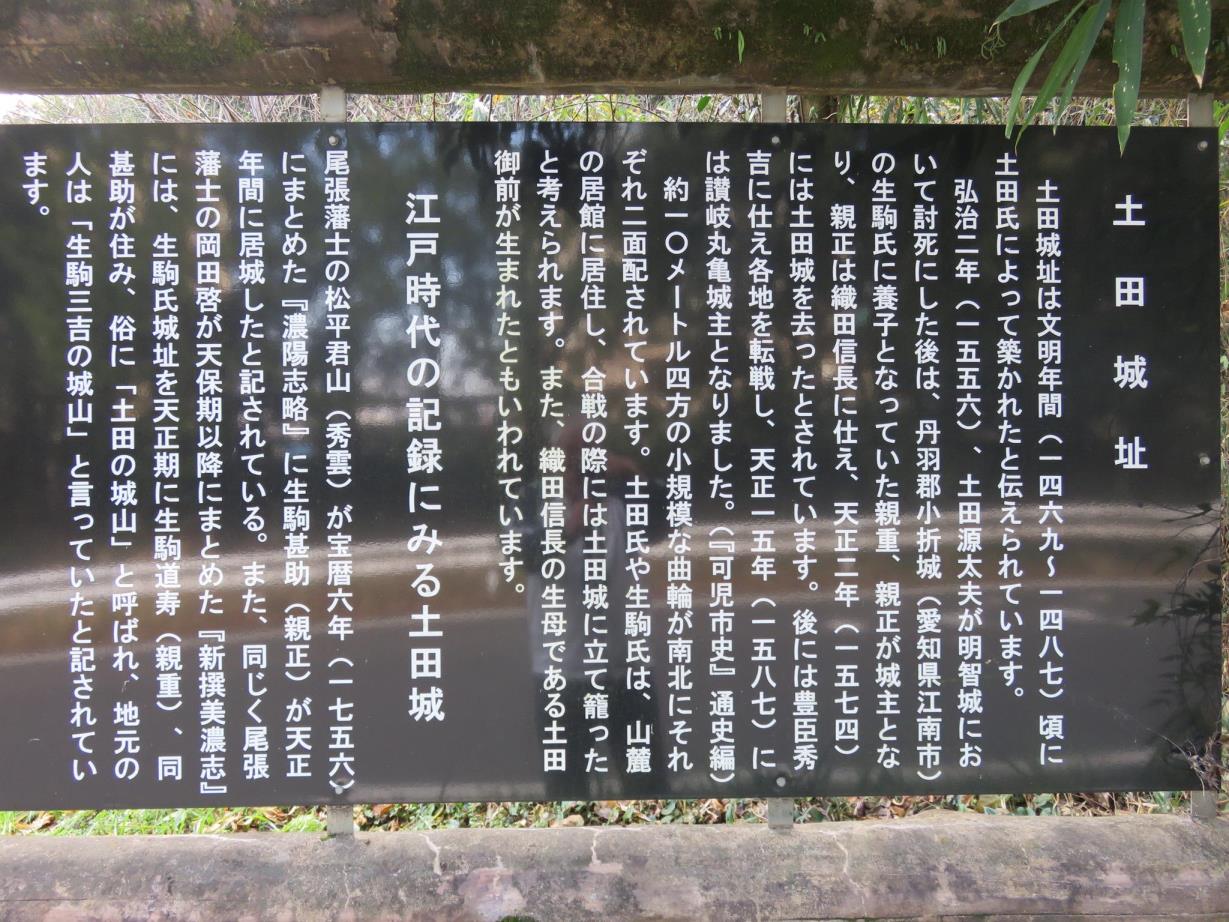 土田城址
土田城址は文明年間（一四六九～一四八七）頃に
土田氏によって築かれたと伝えられています。
弘治二年（一五五六）、土田源太夫が明智城にお
いて討死にした後は、丹羽郡小折城（愛知県江南市）
の生駒氏に養子となっていた親重、親正が城主とな
り、親正は織田信長に仕え、天正二年（一五七四）
には土田城を去ったとされています。後には豊臣秀
吉に仕え各地を転戦し、天正一五年（一五八七）に
は讃岐丸亀城主となりました。（『可児市史』通史編）
約一〇メートル四方の小規模な曲輪が南北にそれ
ぞれ二面配されています。土田氏や生駒氏は、山麓
の居館に居住し、合戦の際には土田城に立て籠った
と考えられます。また、織田信長の生母である土田
御前が生まれたともいわれています。
江戸時代の記録にみる土田城
尾張藩士の松平君山（秀雲）が宝暦六年（一七五六）
にまとめた『濃陽志略』に生駒甚助（親正）が天正
年間に居城したと記されている。また、同じく尾張
藩士の岡田啓が天保期以降にまとめた『新撰美濃志』
には、生駒氏城址を天正期に生駒道寿（親重）、同
甚助が住み、俗に「土田の城山」と呼ばれ、地元の
人は「生駒三吉の城山」と言っていたと記されてい
ます。